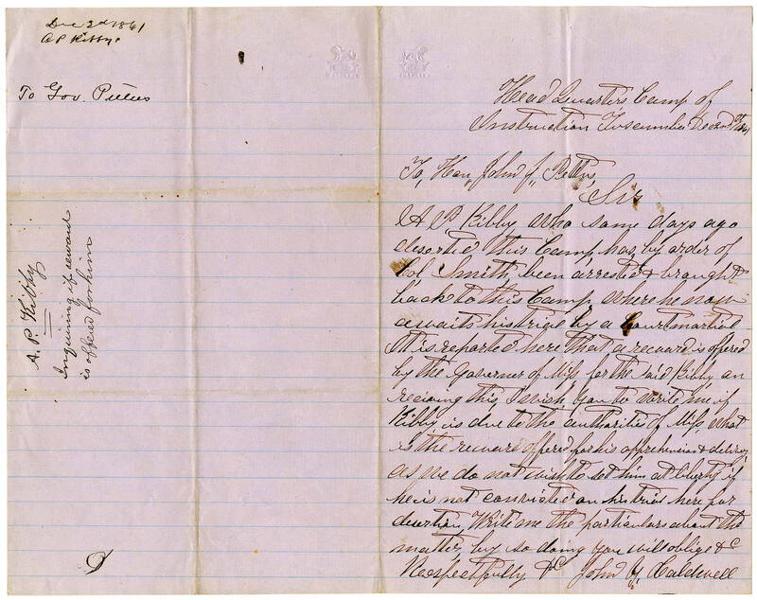 Dec 2nd 1861
A P Kibby
To Gov. Pettus
A. P. Kibby
Inquiring if reward
is offered for him
Head Quarters Camp of
Instruction Tuscumbia Dec 2nd
To, Hon, John J, Pettus,
Sir
A P, Kibby who some days ago
deserted this Camp has by order of
Col Smith been arrested & brought
back to this Camp where he now
awaits his trial by a Court martial
It is reported here that a reward is offered
by the Governor of Miss for the said Kibby on
reciving this I wish you to write me if
Kibby is due to the authorities of Miss, what
is the reward offered for his apprehension & delivery
as we do not wish to set him at liberty if
he is not convicted on his trial here for
desertion, Write me the particulars about the
matter, by so doing you will oblige &c
Respectfully &c John H, Caldwell